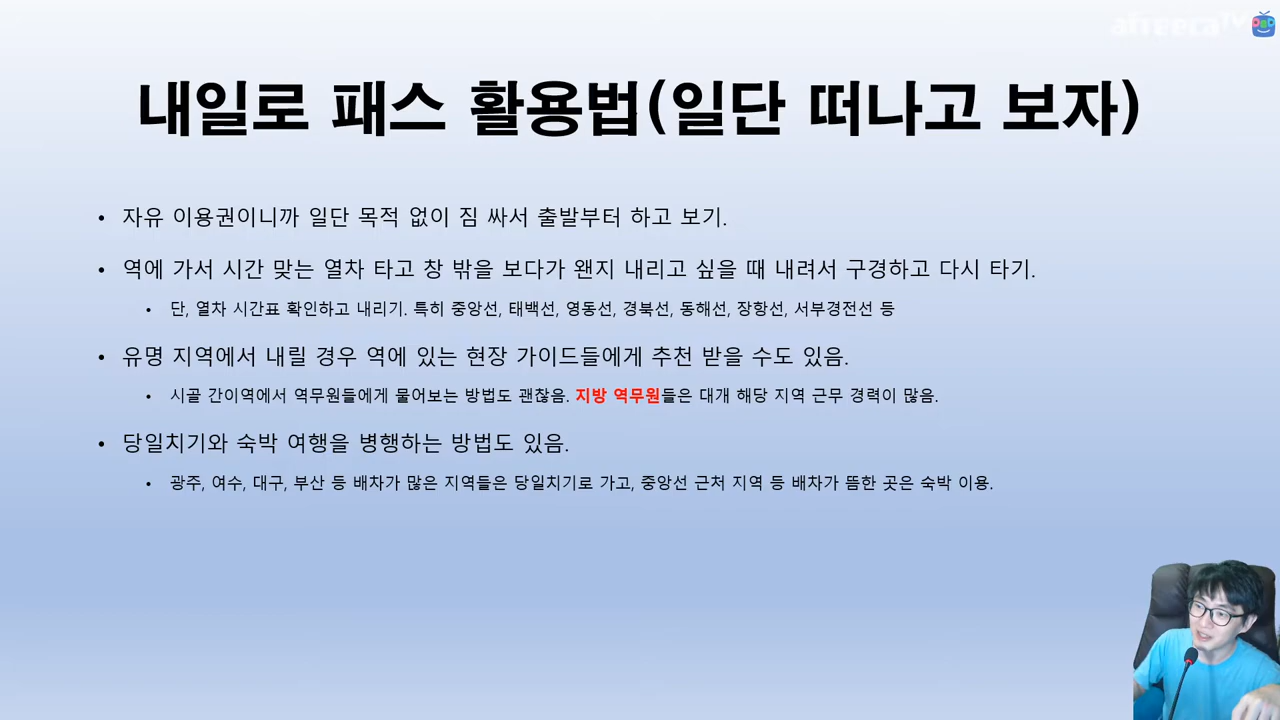 afreecaTV
내일로 패스 활용법(일단 떠나고 보자)
• 자유 이용권이니까 일단 목적 없이 짐 싸서 출발부터 하고 보기.
• 역에 가서 시간 맞는 열차 타고 창 밖을 보다가 왠지 내리고 싶을 때 내려서 구경하고 다시 타기.
• 단, 열차 시간표 확인하고 내리기. 특히 중앙선, 태백선, 영동선, 경북선, 동해선, 장항선, 서부경전선 등
• 유명 지역에서 내릴 경우 역에 있는 현장 가이드들에게 추천 받을 수도 있음.
• 시골 간이역에서 역무원들에게 물어보는 방법도 괜찮음. 지방 역무원들은 대개 해당 지역 근무 경력이 많음.
• 당일치기와 숙박 여행을 병행하는 방법도 있음.
• 광주, 여수, 대구, 부산 등 배차가 많은 지역들은 당일치기로 가고, 중앙선 근처 지역 등 배차가 뜸한 곳은 숙박 이용.